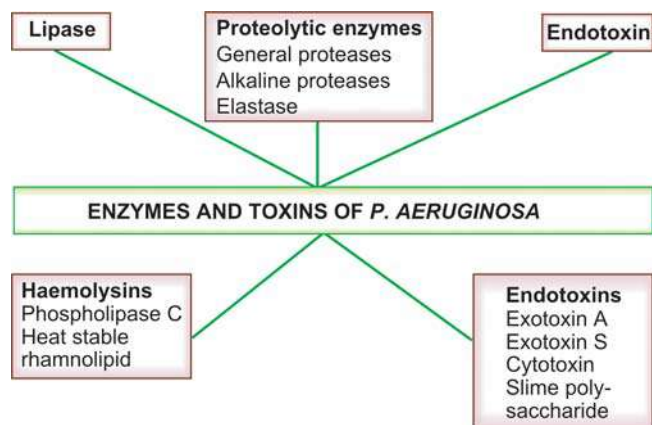 Lipase
Proteolytic enzymes
General proteases
Alkaline proteases
Elastase
Endotoxin
ENZYMES AND TOXINS OF P. AERUGINOSA
Haemolysins
Phospholipase C
Heat stable
rhamnolipid
Endotoxins
Exotoxin A
Exotoxin S
Cytotoxin
Slime poly-
saccharide